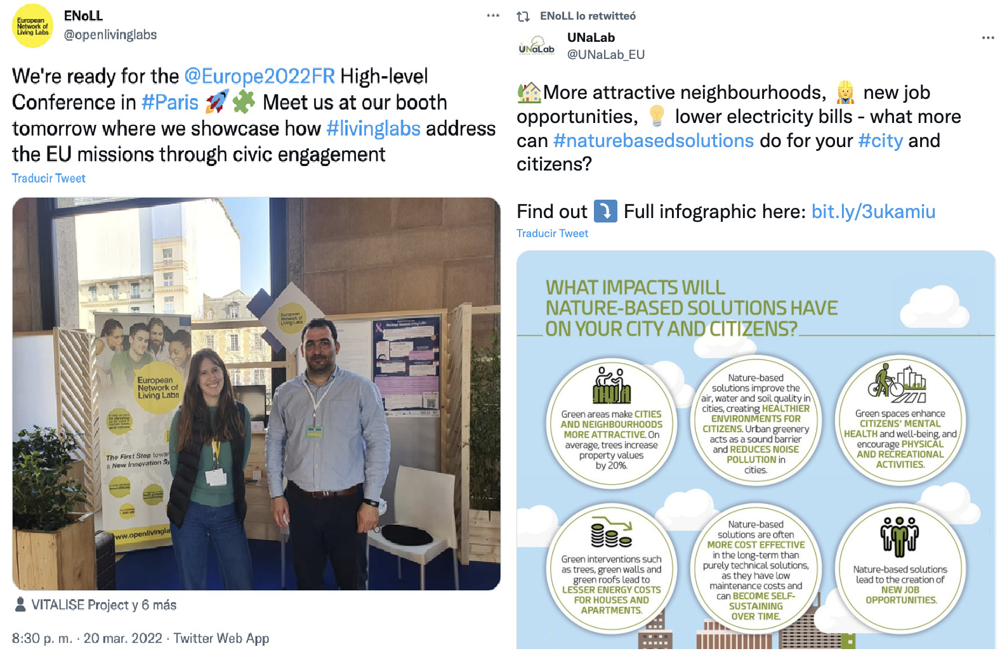 European
Network of
Living Labs
ENoLL
@openlivinglabs
We're ready for the @Europe2022FR High-level
Conference in #Paris Meet us at our booth
tomorrow where we showcase how #livinglabs address
the EU missions through civic engagement
Traducir Tweet
European
Network of
Living Labs
European
Network of
Living Labs
The First Step towar
a New Innovation Sy
www.openlivingla
VITALISE Project y 6 más
8:30 p. m. · 20 mar. 2022 · Twitter Web App
ENoLL lo retwitteó
UNaLab
UNaLab
@UNaLab_EU
More attractive neighbourhoods, new job
opportunities, lower electricity bills - what more
can #naturebasedsolutions do for your #city and
citizens?
Find out Full infographic here: bit.ly/3ukamiu
Traducir Tweet
WHAT IMPACTS WILL
NATURE-BASED SOLUTIONS HAVE
ON YOUR CITY AND CITIZENS?
Green areas make CITIES
AND NEIGHBOURHOODS
MORE ATTRACTIVE. On
average, trees increase
property values
by 20%.
Nature-based
solutions improve the
air, water and soil quality in
cities, creating HEALTHIER
ENVIRONMENTS FOR
CITIZENS. Urban greenery
acts as a sound barrier
and REDUCES NOISE
POLLUTION in
cities.
Green spaces enhance
CITIZENS' MENTAL
HEALTH and well-being, and
encourage PHYSICAL
AND RECREATIONAL
ACTIVITIES.
Green interventions such
as trees, green walls and
green roofs lead to
LESSER ENERGY COSTS
FOR HOUSES AND
APARTMENTS.
Nature-based
solutions are often
MORE COST EFFECTIVE
in the long-term than
purely technical solutions,
as they have low
maintenance costs and
can BECOME SELF-
SUSTAINING
OVER TIME.
Nature-based solutions
lead to the creation of
NEW JOB
OPPORTUNITIES.